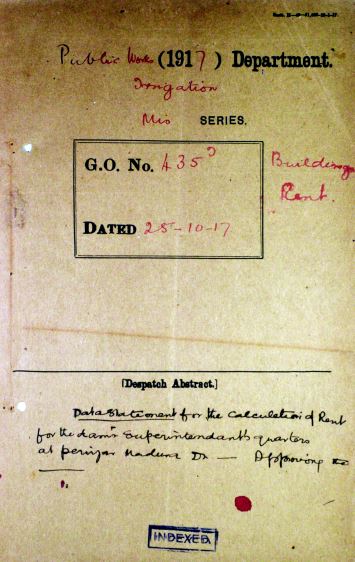 Public Works (1917) Department.
Irrigation
Mis SERIES.
G.O. No. 435
Buildings
Rent.
DATED 25-10-17
[Despatch Abstract.]
Data statement for the calculation of Rent
for the dam's Superintendant's quarters
at periyar Madura Dt — Approving
INDEXED